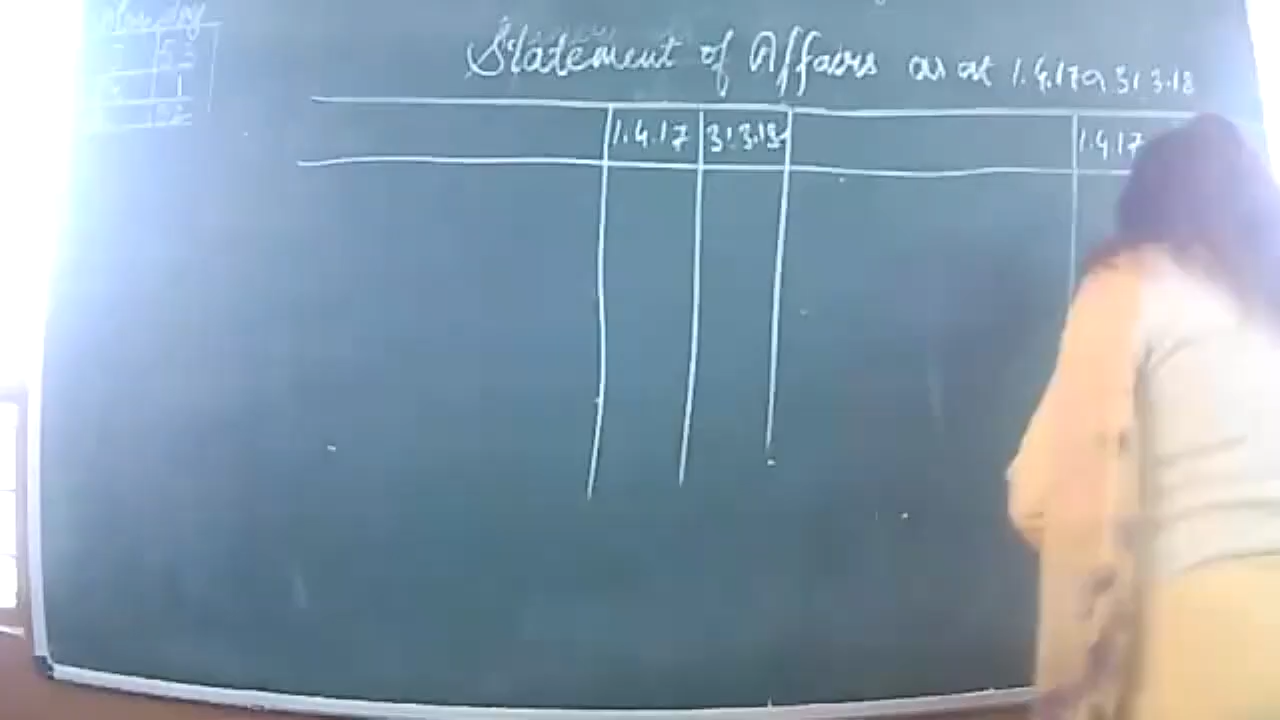 Statement of Affairs as at 1.4.17 & 31.3.18
1.4.17 31.3.18 1.4.17